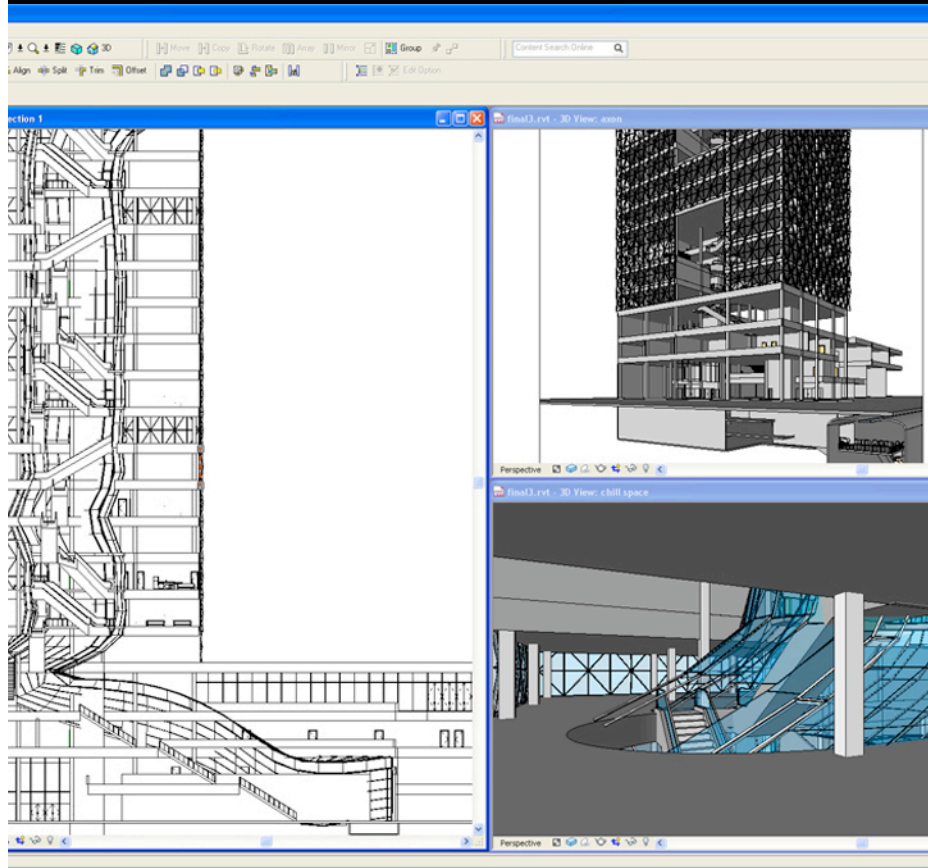 3D Move Copy Rotate Array Mirror Group Content Search Online
Align Split Trim Offset Edit Option
ection 1
final3.rvt - 3D View: axon
Perspective
final3.rvt - 3D View: chill space
Perspective